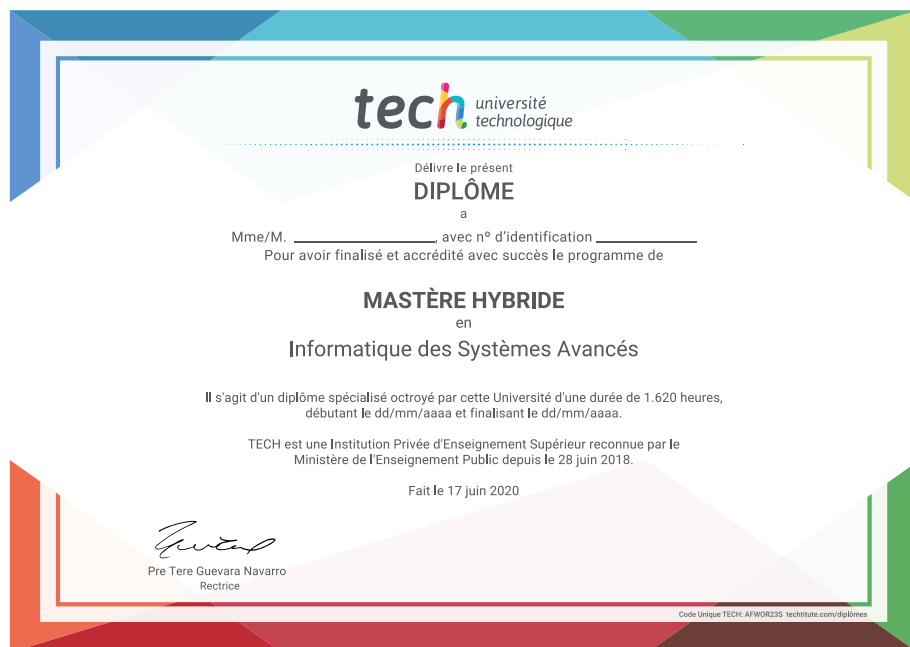 tech université
technologique
Délivre le présent
DIPLÔME
a
Mme/M. ________________, avec nº d'identification ____________
Pour avoir finalisé et accrédité avec succès le programme de
MASTÈRE HYBRIDE
en
Informatique des Systèmes Avancés
Il s'agit d'un diplôme spécialisé octroyé par cette Université d'une durée de 1.620 heures,
débutant le dd/mm/aaaa et finalisant le dd/mm/aaaa.
TECH est une Institution Privée d'Enseignement Supérieur reconnue par le
Ministère de l'Enseignement Public depuis le 28 juin 2018.
Fait le 17 juin 2020
Pre Tere Guevara Navarro
Rectrice
Code Unique TECH: AFWOR23S techtitute.com/diplômes